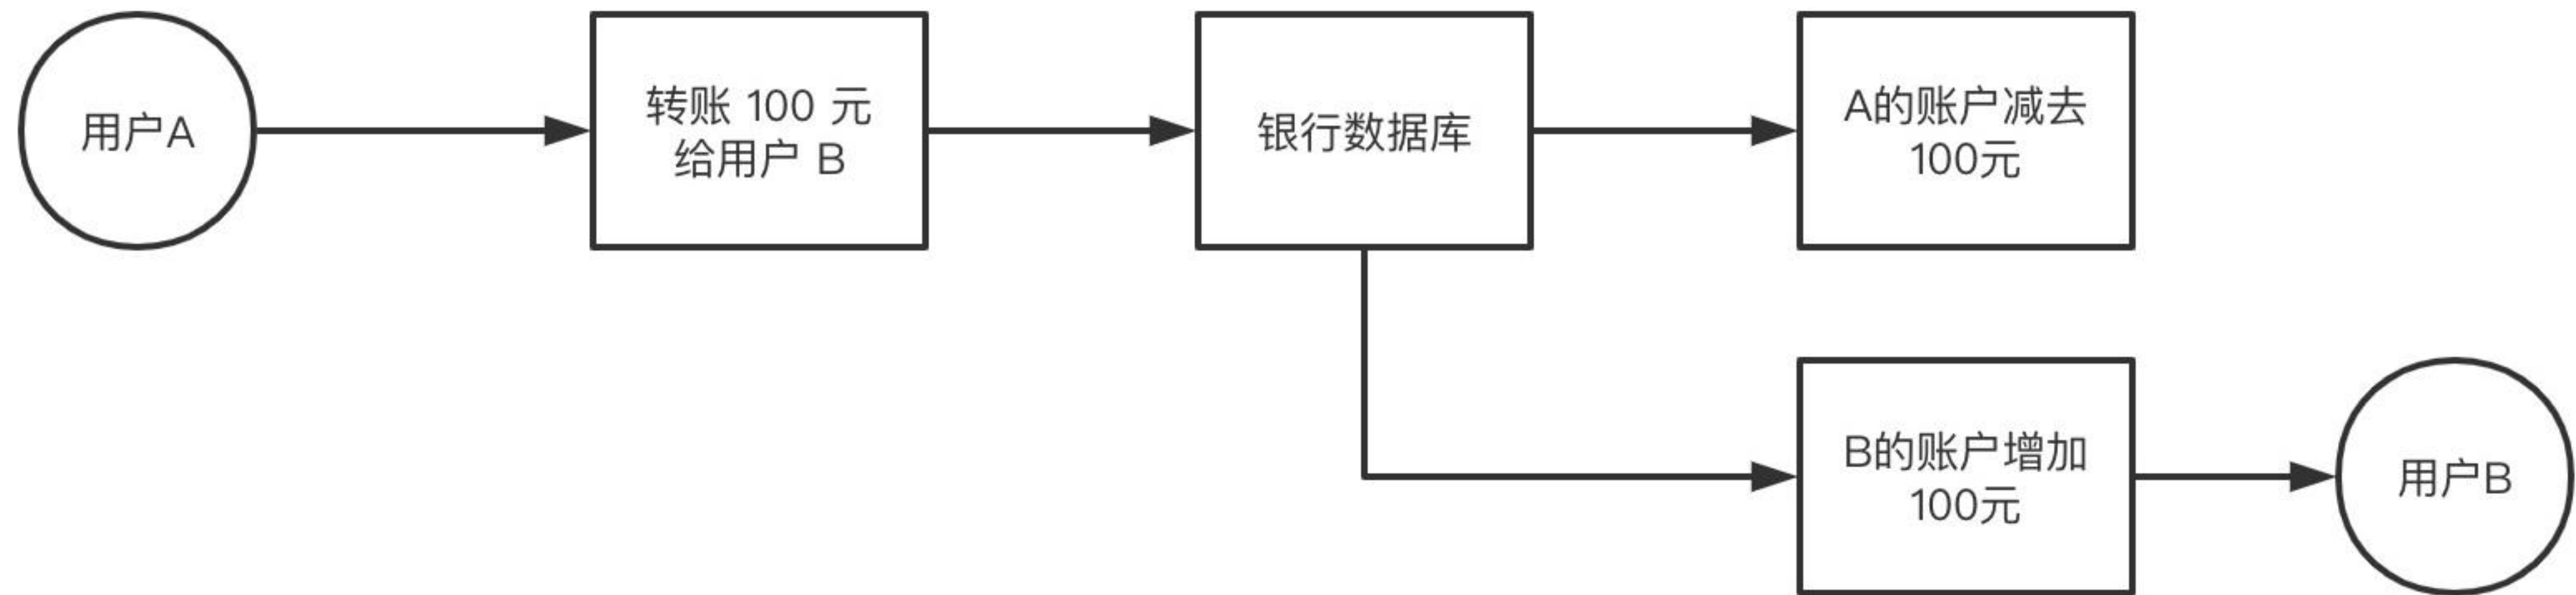 用户A
转账 100 元
给用户 B
银行数据库
A的账户减去
100元
B的账户增加
100元
用户B